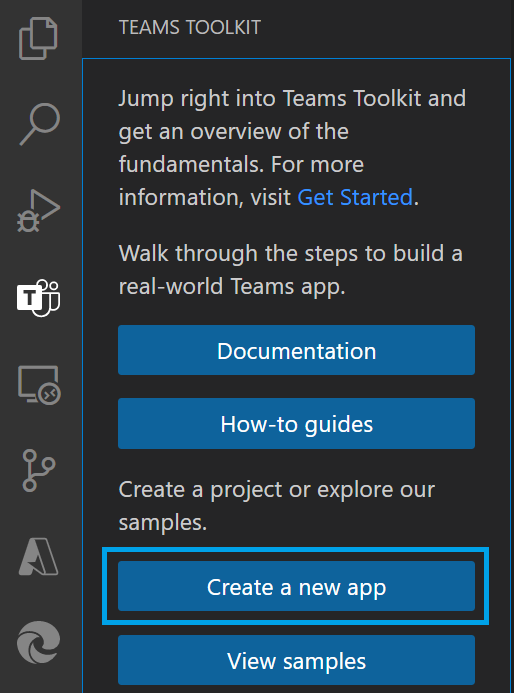 TEAMS TOOLKIT
Jump right into Teams Toolkit and
get an overview of the
fundamentals. For more
information, visit Get Started.
Walk through the steps to build a
real-world Teams app.
Documentation
How-to guides
Create a project or explore our
samples.
Create a new app
View samples